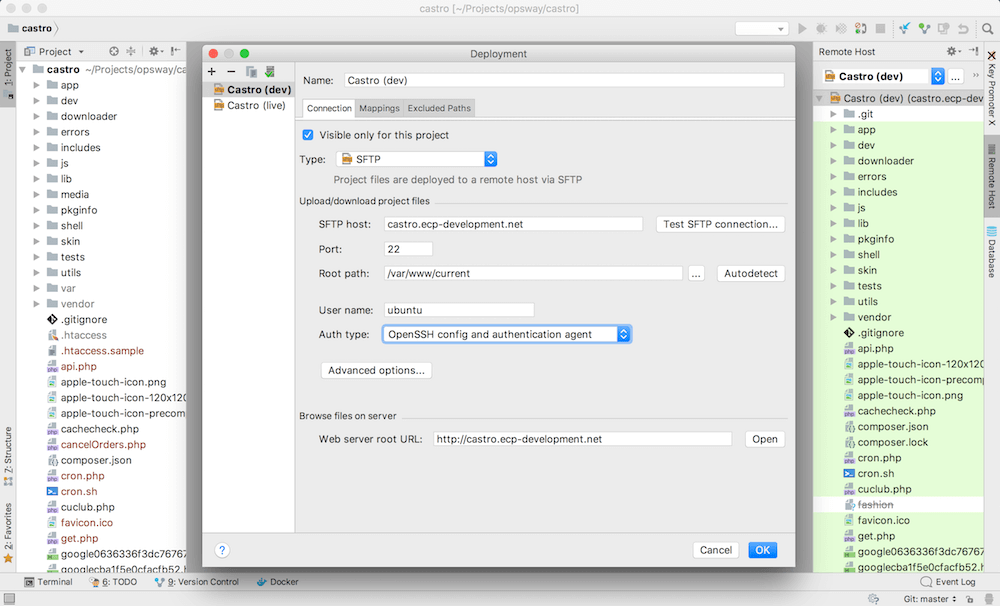 castro [~/Projects/opsway/castro]
castro
Project
castro ~/Projects/opsway/ca
app
dev
downloader
errors
includes
js
lib
media
pkginfo
shell
skin
tests
utils
var
vendor
.gitignore
.htaccess
.htaccess.sample
api.php
apple-touch-icon.png
apple-touch-icon-120x120
apple-touch-icon-precom
cachecheck.php
cancelOrders.php
composer.json
cron.php
cron.sh
cuclub.php
favicon.ico
get.php
google0636336f3dc76767
googlecba1f5e0cfacfb52.
1: Project
7: Structure
2: Favorites
Deployment
Castro (dev)
Castro (live)
Name: Castro (dev)
Connection Mappings Excluded Paths
Visible only for this project
Type: SFTP
Project files are deployed to a remote host via SFTP
Upload/download project files
SFTP host: castro.ecp-development.net Test SFTP connection...
Port: 22
Root path: /var/www/current ... Autodetect
User name: ubuntu
Auth type: OpenSSH config and authentication agent
Advanced options...
Browse files on server
Web server root URL: http://castro.ecp-development.net Open
? Cancel OK
Remote Host
Castro (dev) ...
Castro (dev) (castro.ecp-dev
.git
app
dev
downloader
errors
includes
js
lib
pkginfo
shell
skin
tests
utils
vendor
.gitignore
api.php
apple-touch-icon-120x120
apple-touch-icon-precomp
apple-touch-icon.png
cachecheck.php
composer.json
composer.lock
cron.php
cron.sh
cuclub.php
fashion
favicon.ico
get.php
google0636336f3dc76767
googlecba1f5e0cfacfb52.h
Key Promoter X
Remote Host
Database
Terminal 6: TODO 9: Version Control Docker Event Log
Git: master